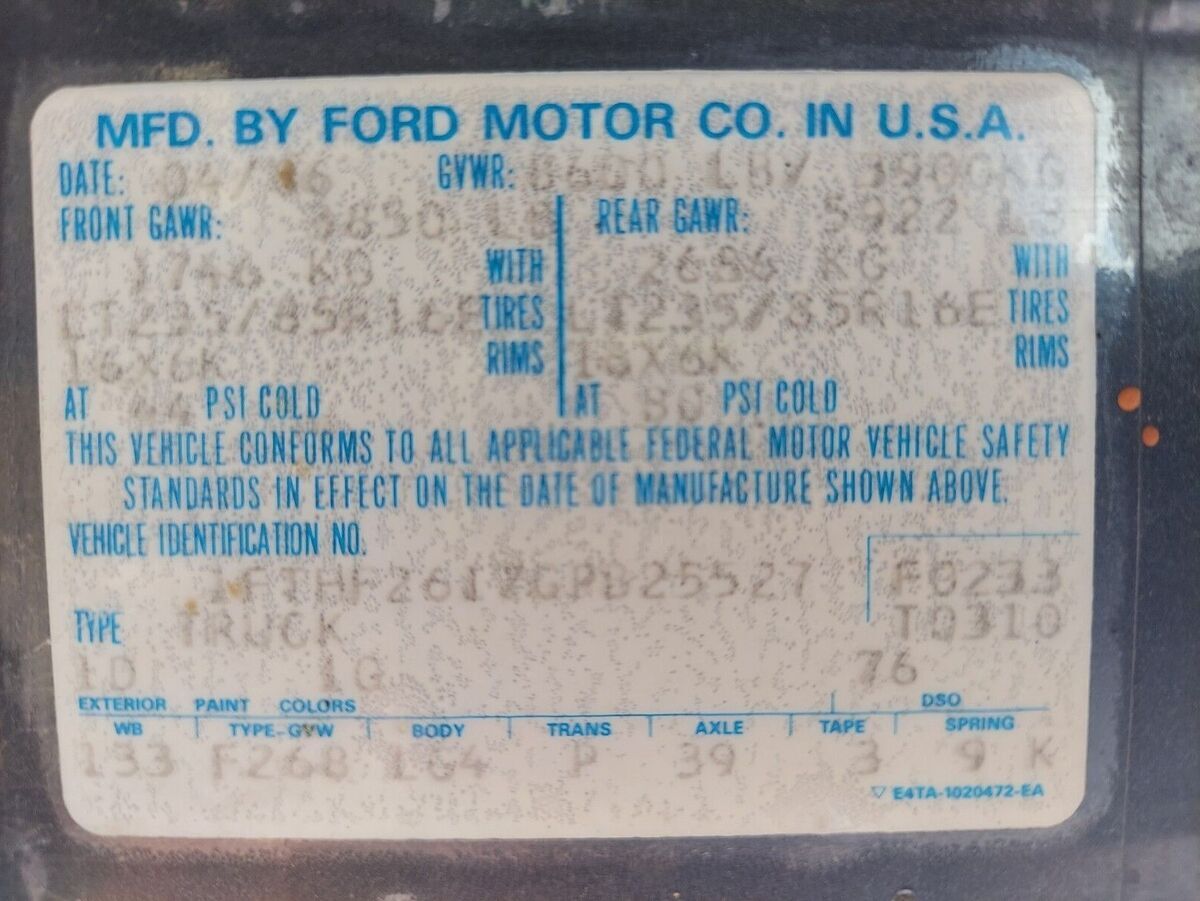 MFD. BY FORD MOTOR CO. IN U.S.A.
DATE: 04/86 GVWR: 8600 LB/ 3900KG
FRONT GAWR: 3850 LB REAR GAWR: 5922 LB
1746 KG WITH 2686 KG WITH
LT235/85R16E TIRES LT235/85R16E TIRES
16X6K RIMS 16X6K RIMS
AT 44 PSI COLD AT 80 PSI COLD
THIS VEHICLE CONFORMS TO ALL APPLICABLE FEDERAL MOTOR VEHICLE SAFETY
STANDARDS IN EFFECT ON THE DATE OF MANUFACTURE SHOWN ABOVE.
VEHICLE IDENTIFICATION NO.
F0233
TYPE TRUCK T0310
1D 1G 76
EXTERIOR PAINT COLORS DSO
WB TYPE-GVW BODY TRANS AXLE TAPE SPRING
133 F268 P 39 3 9 K
▽ E4TA-1020472-EA